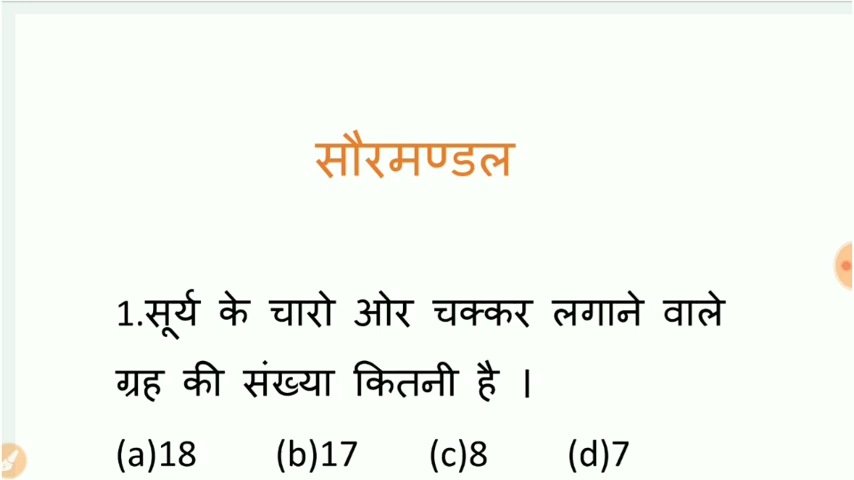 सौरमण्डल
1.सूर्य के चारो ओर चक्कर लगाने वाले
ग्रह की संख्या कितनी है ।
(a)18 (b)17 (c)8 (d)7